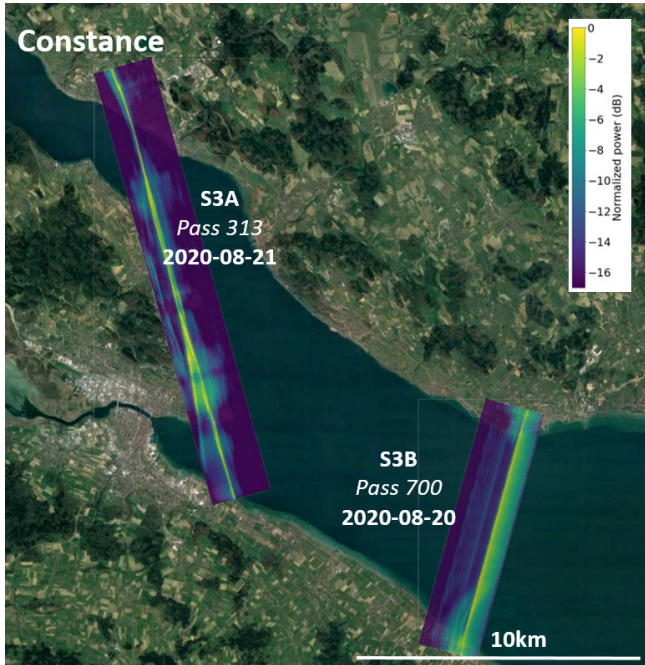 Constance
0
−2
−4
−6
−8
−10
−12
−14
−16
Normalized power (dB)
S3A
Pass 313
2020-08-21
S3B
Pass 700
2020-08-20
10km